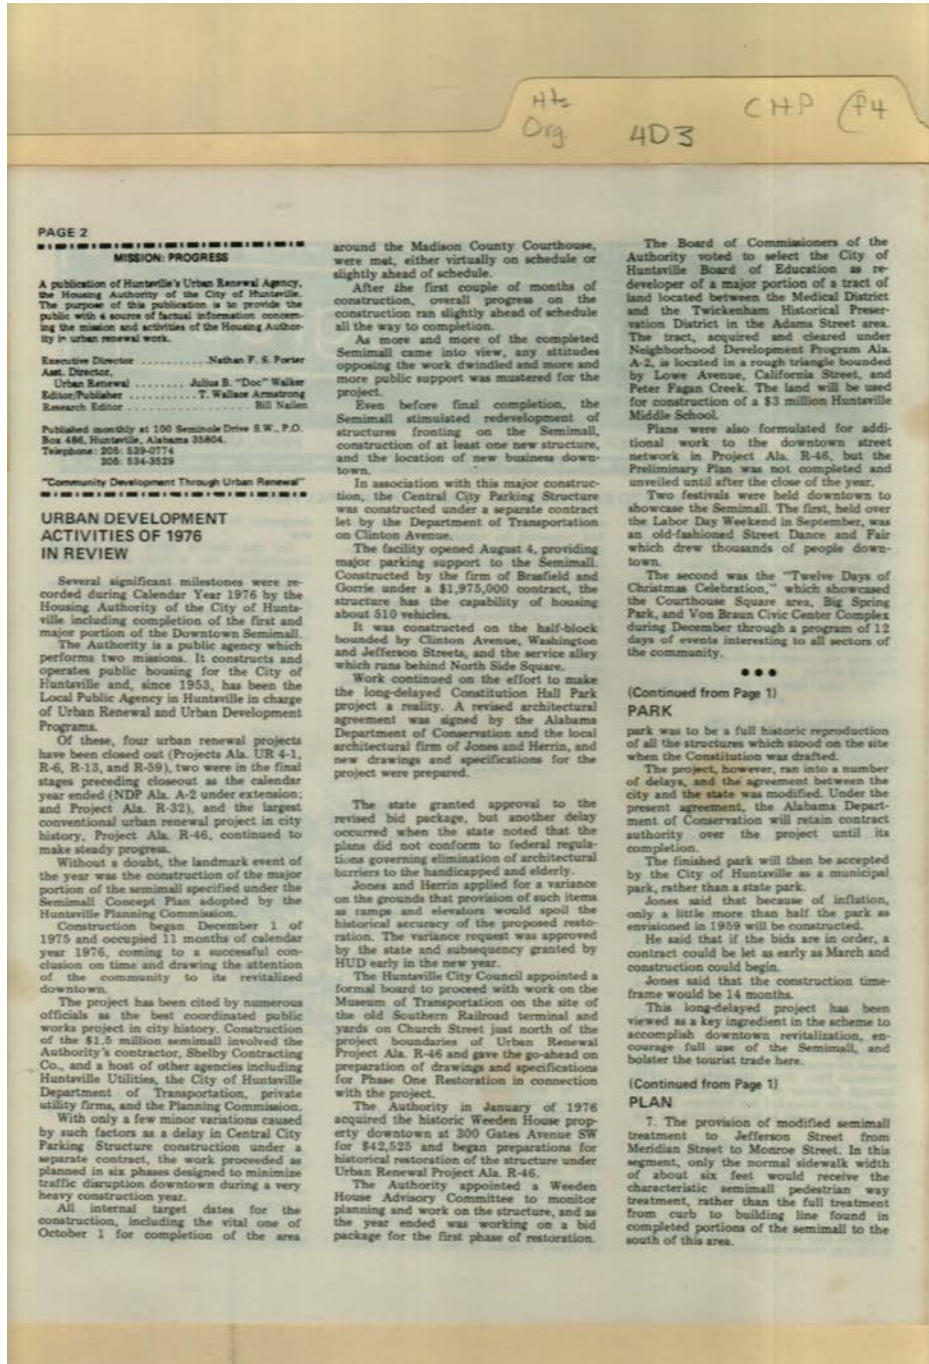 Hts
Org.
4D3
CHP
P4
PAGE 2
MISSION: PROGRESS
A publication of Huntsville's Urban Renewal Agency,
the Housing Authority of the City of Huntsville.
The purpose of this publication is to provide the
public with a source of factual information concern-
ing the mission and activities of the Housing Author-
ity in urban renewal work.
Executive Director .......... Nathan F. S. Porter
Asst. Director,
Urban Renewal ........ Julius B. "Doc" Walker
Editor/Publisher .......... T. Wallace Armstrong
Research Editor .................. Bill Nailen
Published monthly at 100 Seminole Drive S.W., P.O.
Box 486, Huntsville, Alabama 35804.
Telephone: 205: 539-0774
205: 534-3529
"Community Development Through Urban Renewal"
URBAN DEVELOPMENT
ACTIVITIES OF 1976
IN REVIEW
Several significant milestones were re-
corded during Calendar Year 1976 by the
Housing Authority of the City of Hunts-
ville including completion of the first and
major portion of the Downtown Semimall.
The Authority is a public agency which
performs two missions. It constructs and
operates public housing for the City of
Huntsville and, since 1953, has been the
Local Public Agency in Huntsville in charge
of Urban Renewal and Urban Development
Programs.
Of these, four urban renewal projects
have been closed out (Projects Ala. UR 4-1,
R-6, R-13, and R-59), two were in the final
stages preceding closeout as the calendar
year ended (NDP Ala. A-2 under extension;
and Project Ala. R-32), and the largest
conventional urban renewal project in city
history, Project Ala. R-46, continued to
make steady progress.
Without a doubt, the landmark event of
the year was the construction of the major
portion of the semimall specified under the
Semimall Concept Plan adopted by the
Huntsville Planning Commission.
Construction began December 1 of
1975 and occupied 11 months of calendar
year 1976, coming to a successful con-
clusion on time and drawing the attention
of the community to its revitalized
downtown.
The project has been cited by numerous
officials as the best coordinated public
works project in city history. Construction
of the $1.5 million semimall involved the
Authority's contractor, Shelby Contracting
Co., and a host of other agencies including
Huntsville Utilities, the City of Huntsville
Department of Transportation, private
utility firms, and the Planning Commission.
With only a few minor variations caused
by such factors as a delay in Central City
Parking Structure construction under a
separate contract, the work proceeded as
planned in six phases designed to minimize
traffic disruption downtown during a very
heavy construction year.
All internal target dates for the
construction, including the vital one of
October 1 for completion of the area
around the Madison County Courthouse,
were met, either virtually on schedule or
slightly ahead of schedule.
After the first couple of months of
construction, overall progress on the
construction ran slightly ahead of schedule
all the way to completion.
As more and more of the completed
Semimall came into view, any attitudes
opposing the work dwindled and more and
more public support was mustered for the
project.
Even before final completion, the
Semimall stimulated redevelopment of
structures fronting on the Semimall,
construction of at least one new structure,
and the location of new business down-
town.
In association with this major construc-
tion, the Central City Parking Structure
was constructed under a separate contract
let by the Department of Transportation
on Clinton Avenue.
The facility opened August 4, providing
major parking support to the Semimall.
Constructed by the firm of Brasfield and
Gorrie under a $1,975,000 contract, the
structure has the capability of housing
about 510 vehicles.
It was constructed on the half-block
bounded by Clinton Avenue, Washington
and Jefferson Streets, and the service alley
which runs behind North Side Square.
Work continued on the effort to make
the long-delayed Constitution Hall Park
project a reality. A revised architectural
agreement was signed by the Alabama
Department of Conservation and the local
architectural firm of Jones and Herrin, and
new drawings and specifications for the
project were prepared.
The state granted approval to the
revised bid package, but another delay
occurred when the state noted that the
plans did not conform to federal regula-
tions governing elimination of architectural
barriers to the handicapped and elderly.
Jones and Herrin applied for a variance
on the grounds that provision of such items
as ramps and elevators would spoil the
historical accuracy of the proposed resto-
ration. The variance request was approved
by the state and subsequency granted by
HUD early in the new year.
The Huntsville City Council appointed a
formal board to proceed with work on the
Museum of Transportation on the site of
the old Southern Railroad terminal and
yards on Church Street just north of the
project boundaries of Urban Renewal
Project Ala. R-46 and gave the go-ahead on
preparation of drawings and specifications
for Phase One Restoration in connection
with the project.
The Authority in January of 1976
acquired the historic Weeden House prop-
erty downtown at 300 Gates Avenue SW
for $42,525 and began preparations for
historical restoration of the structure under
Urban Renewal Project Ala. R-46.
The Authority appointed a Weeden
House Advisory Committee to monitor
planning and work on the structure, and as
the year ended was working on a bid
package for the first phase of restoration.
The Board of Commissioners of the
Authority voted to select the City of
Huntsville Board of Education as re-
developer of a major portion of a tract of
land located between the Medical District
and the Twickenham Historical Preser-
vation District in the Adams Street area.
The tract, acquired and cleared under
Neighborhood Development Program Ala.
A-2, is located in a rough triangle bounded
by Lowe Avenue, California Street, and
Peter Fagan Creek. The land will be used
for construction of a $3 million Huntsville
Middle School.
Plans were also formulated for addi-
tional work to the downtown street
network in Project Ala. R-46, but the
Preliminary Plan was not completed and
unveiled until after the close of the year.
Two festivals were held downtown to
showcase the Semimall. The first, held over
the Labor Day Weekend in September, was
an old-fashioned Street Dance and Fair
which drew thousands of people down-
town.
The second was the "Twelve Days of
Christmas Celebration," which showcased
the Courthouse Square area, Big Spring
Park, and Von Braun Civic Center Complex
during December through a program of 12
days of events interesting to all sectors of
the community.
(Continued from Page 1)
PARK
park was to be a full historic reproduction
of all the structures which stood on the site
when the Constitution was drafted.
The project, however, ran into a number
of delays, and the agreement between the
city and the state was modified. Under the
present agreement, the Alabama Depart-
ment of Conservation will retain contract
authority over the project until its
completion.
The finished park will then be accepted
by the City of Huntsville as a municipal
park, rather than a state park.
Jones said that because of inflation,
only a little more than half the park as
envisioned in 1959 will be constructed.
He said that if the bids are in order, a
contract could be let as early as March and
construction could begin.
Jones said that the construction time-
frame would be 14 months.
This long-delayed project has been
viewed as a key ingredient in the scheme to
accomplish downtown revitalization, en-
courage full use of the Semimall, and
bolster the tourist trade here.
(Continued from Page 1)
PLAN
7. The provision of modified semimall
treatment to Jefferson Street from
Meridian Street to Monroe Street. In this
segment, only the normal sidewalk width
of about six feet would receive the
characteristic semimall pedestrian way
treatment, rather than the full treatment
from curb to building line found in
completed portions of the semimall to the
south of this area.